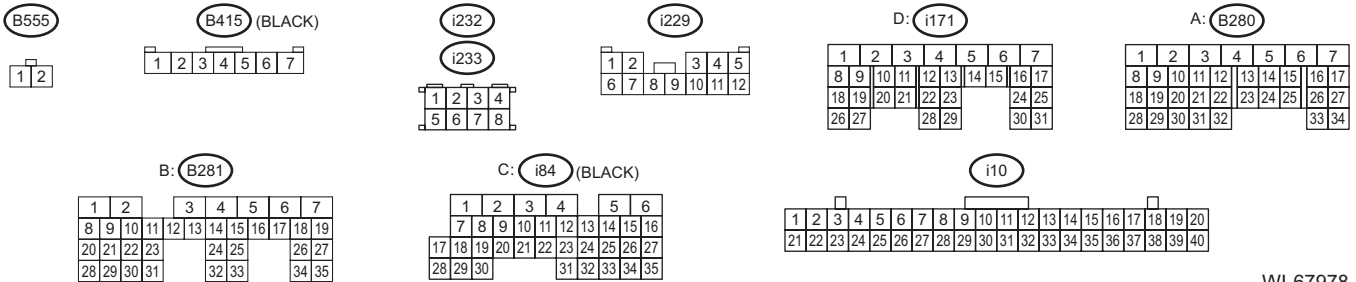 B555
B415 (BLACK)
i232
i233
i229
D: i171
A: B280
1 2
1 2 3 4 5 6 7
1 2 3 4
5 6 7 8
1 2 3 4 5
6 7 8 9 10 11 12
1 2 3 4 5 6 7
8 9 10 11 12 13 14 15 16 17
18 19 20 21 22 23 24 25
26 27 28 29 30 31
1 2 3 4 5 6 7
8 9 10 11 12 13 14 15 16 17
18 19 20 21 22 23 24 25 26 27
28 29 30 31 32 33 34
B: B281
C: i84 (BLACK)
i10
1 2 3 4 5 6 7
8 9 10 11 12 13 14 15 16 17 18 19
20 21 22 23 24 25 26 27
28 29 30 31 32 33 34 35
1 2 3 4 5 6
7 8 9 10 11 12 13 14 15 16
17 18 19 20 21 22 23 24 25 26 27
28 29 30 31 32 33 34 35
1 2 3 4 5 6 7 8 9 10 11 12 13 14 15 16 17 18 19 20
21 22 23 24 25 26 27 28 29 30 31 32 33 34 35 36 37 38 39 40